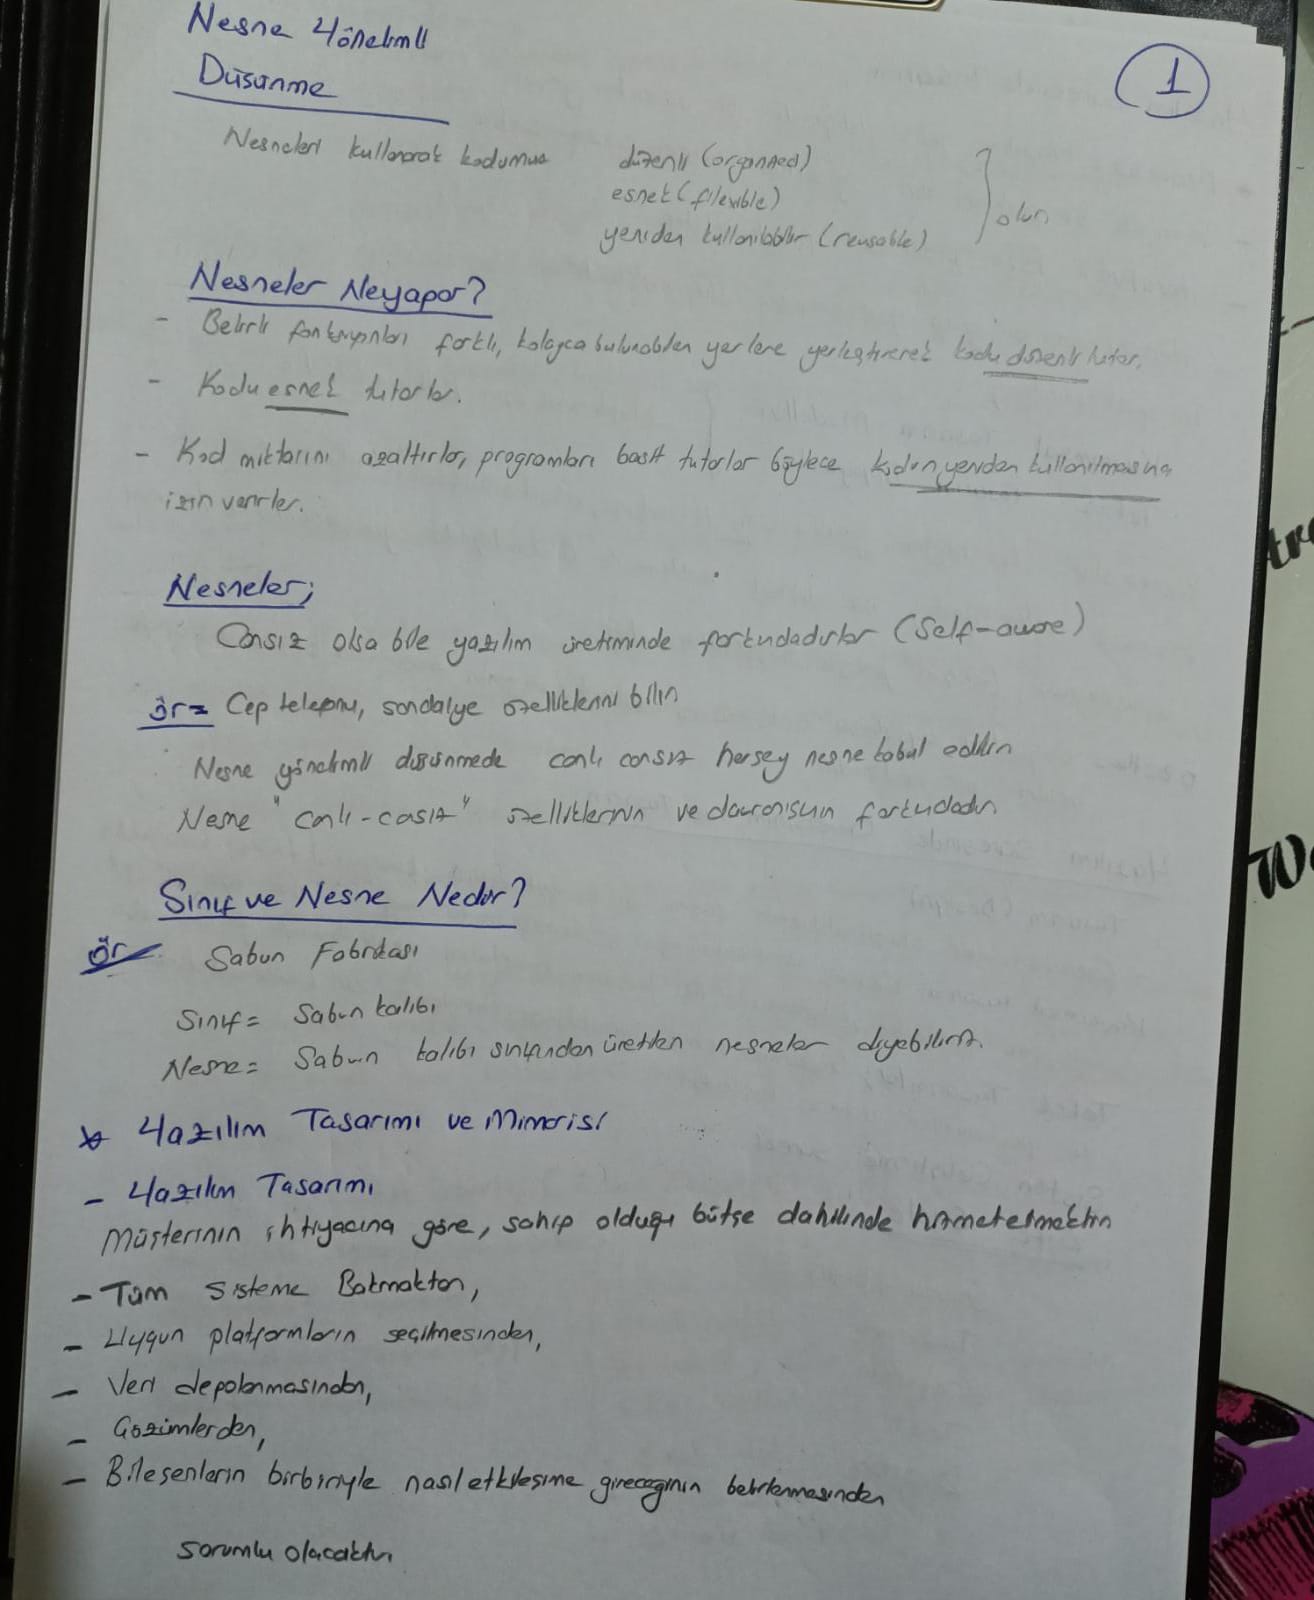 Nesne Yönelimli
Düşünme
1
Nesneleri kullanarak kodumuz
düzenli (organized)
esnek (flexible)
yeniden kullanılabilir (reusable)
olur
Nesneler Neyapar?
- Belirli fonksiyonları farklı, kolayca bulunabilen yerlere yerleştirerek kodu düzenli tutar.
- Kodu esnek tutarlar.
- Kod miktarını azaltırlar, programları basit tutarlar böylece kodun yeniden kullanılmasına
izin verirler.
Nesneler;
Cansız olsa bile yazılım üretiminde farkındadırlar (Self-aware)
ör= Cep telefonu, sandalye özelliklerini bilir
Nesne yönelimli düşünmede canlı cansız herşey nesne kabul edilir
Nesne "canlı-casız" özelliklerinin ve davranışının farkındadır
Sınıf ve Nesne Nedir?
ör Sabun Fabrikası
Sınıf= Sabun kalıbı
Nesne= Sabun kalıbı sınıfından üretilen nesneler diyebiliriz.
* Yazılım Tasarımı ve Mimarisi
- Yazılım Tasarımı
Müşterinin ihtiyacına göre, sahip olduğu bütçe dahilinde hizmetetmektir
- Tüm sisteme Bakmaktan,
- Uygun platformların seçilmesinden,
- Veri depolanmasından,
- Çözümlerden,
- Bileşenlerin birbiriyle nasıl etkileşime gireceğinin belirlenmesinden
sorumlu olacaktır